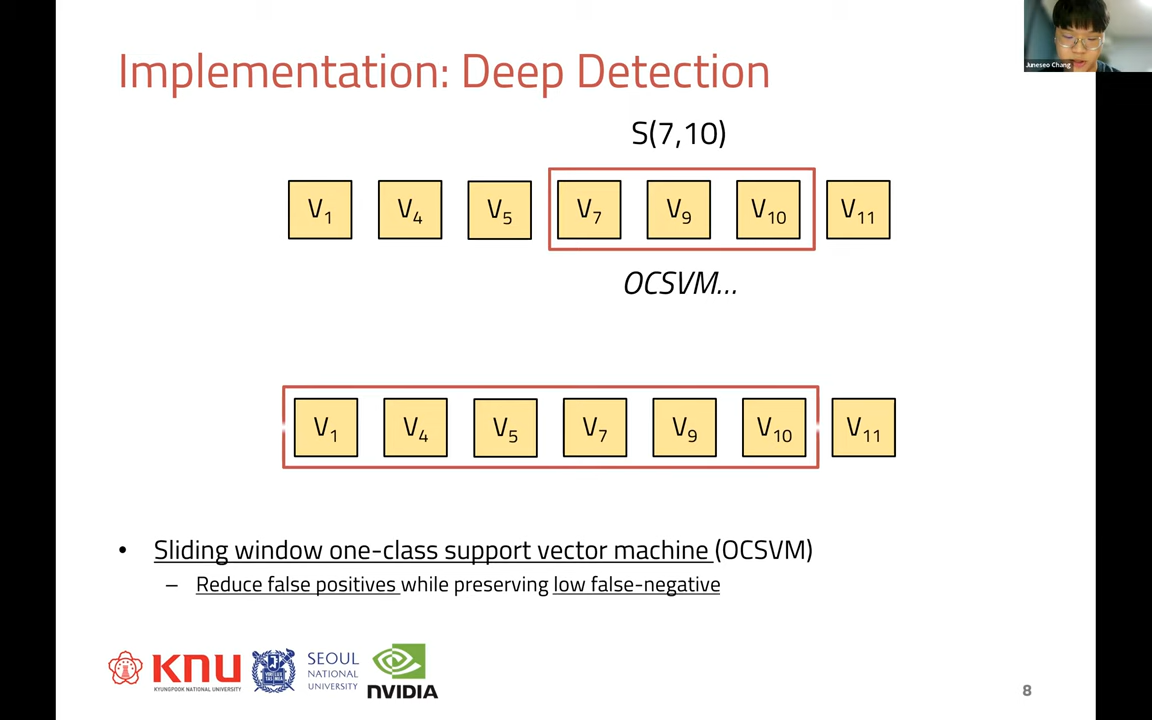 Implementation: Deep Detection
Juneseo Chang
S(7,10)
V1 V4 V5 V7 V9 V10 V11
OCSVM...
V1 V4 V5 V7 V9 V10 V11
• Sliding window one-class support vector machine (OCSVM)
– Reduce false positives while preserving low false-negative
KNU
KYUNGPOOK NATIONAL UNIVERSITY
SEOUL
NATIONAL
UNIVERSITY
NVIDIA
8